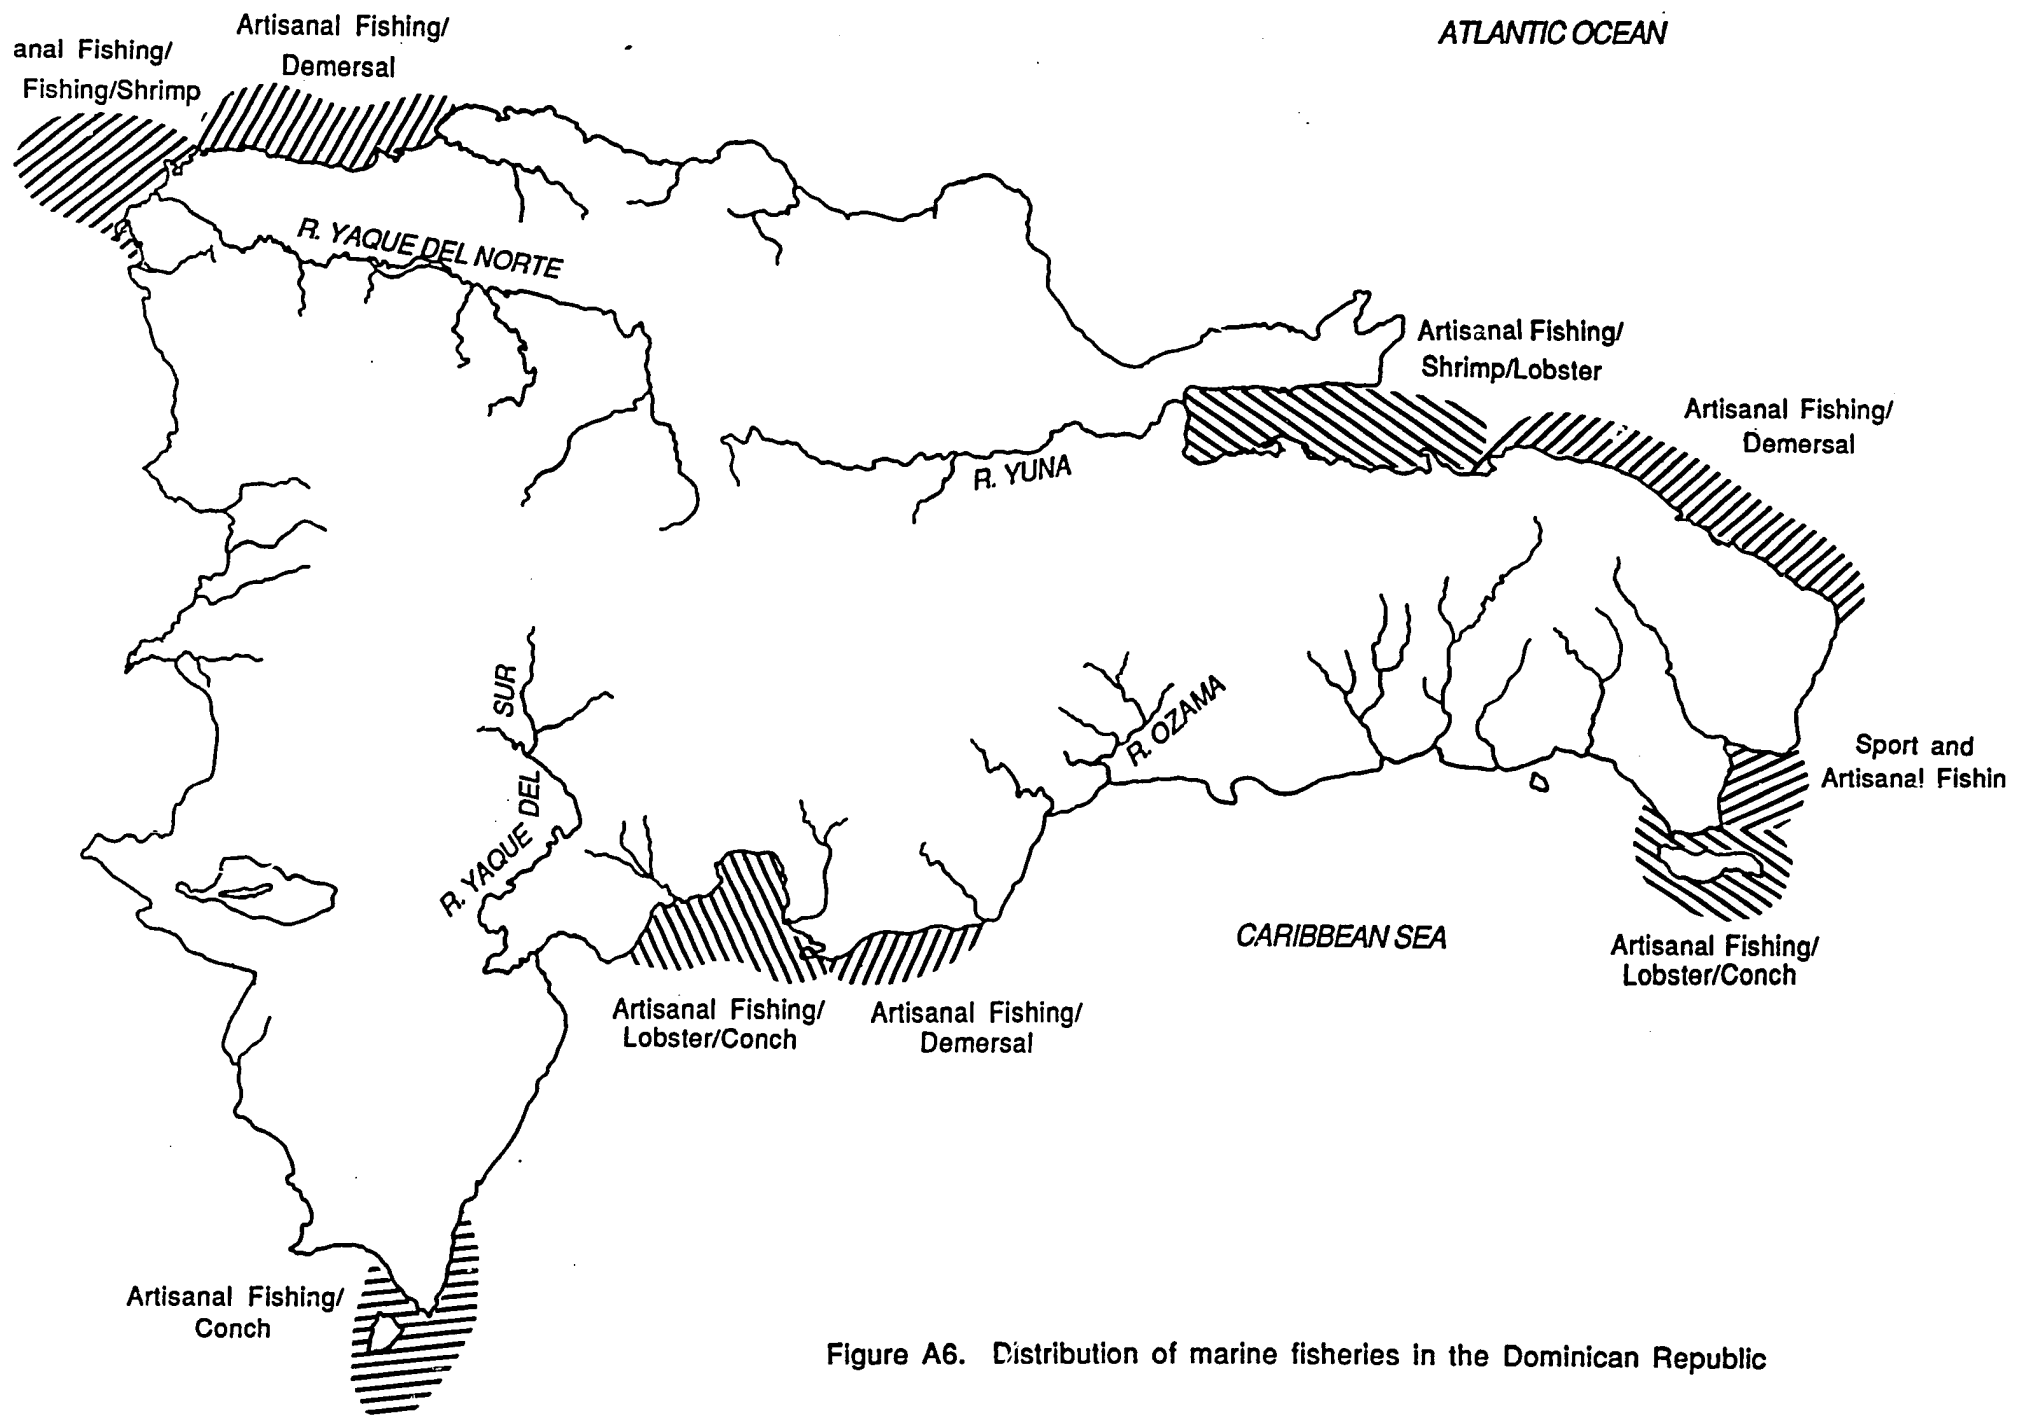 ATLANTIC OCEAN
Artisanal Fishing/
Demersal
anal Fishing/
Fishing/Shrimp
R. YAQUE DEL NORTE
Artisanal Fishing/
Shrimp/Lobster
Artisanal Fishing/
Demersal
R. YUNA
R. YAQUE DEL SUR
R. OZAMA
Sport and
Artisanal Fishin
CARIBBEAN SEA
Artisanal Fishing/
Lobster/Conch
Artisanal Fishing/
Lobster/Conch
Artisanal Fishing/
Demersal
Artisanal Fishing/
Conch
Figure A6. Distribution of marine fisheries in the Dominican Republic